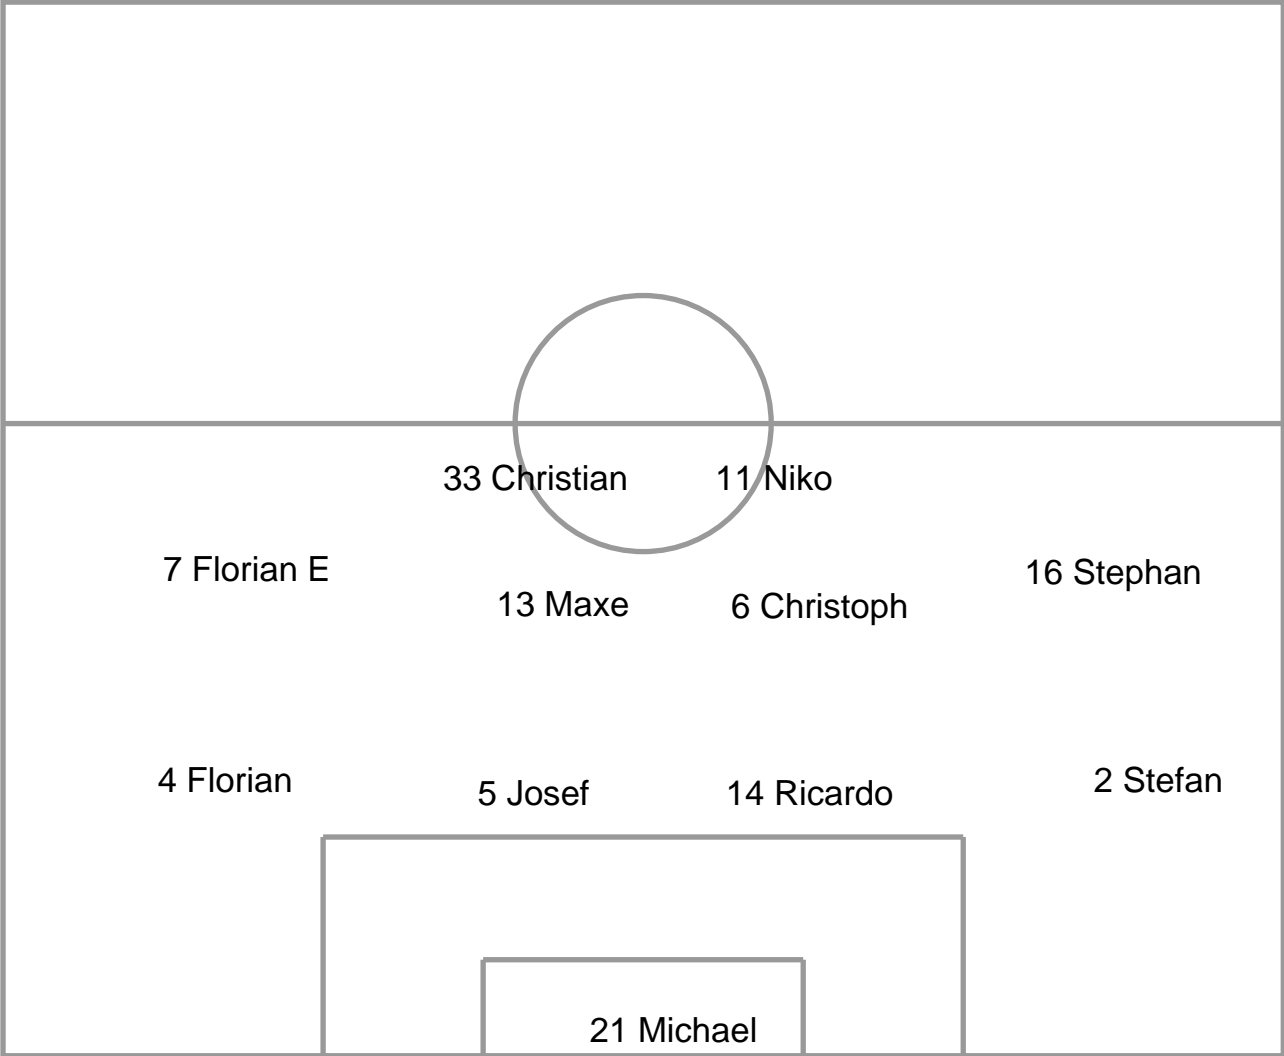 33 Christian
11 Niko
7 Florian E
16 Stephan
13 Maxe
6 Christoph
4 Florian
5 Josef
14 Ricardo
2 Stefan
21 Michael